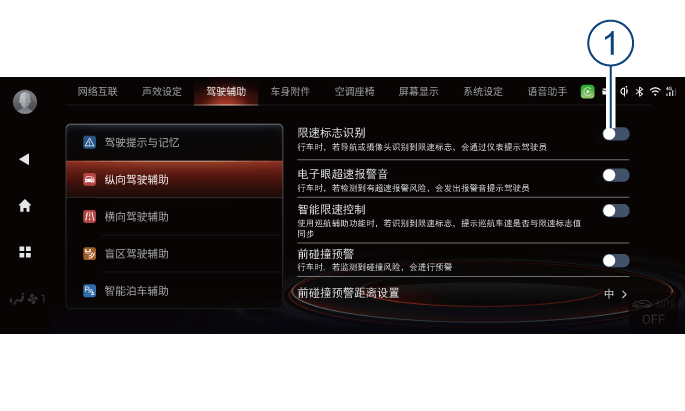 1
网络互联 声效设定 驾驶辅助 车身附件 空调座椅 屏幕显示 系统设定 语音助手
驾驶提示与记忆
纵向驾驶辅助
横向驾驶辅助
盲区驾驶辅助
智能泊车辅助
限速标志识别
行车时，若导航或摄像头识别到限速标志，会通过仪表提示驾驶员
电子眼超速报警音
行车时，若检测到有超速报警风险，会发出报警音提示驾驶员
智能限速控制
使用巡航辅助功能时，若识别到限速标志，提示巡航车速是否与限速标志值
同步
前碰撞预警
行车时，若监测到碰撞风险，会进行预警
前碰撞预警距离设置 中
1
OFF